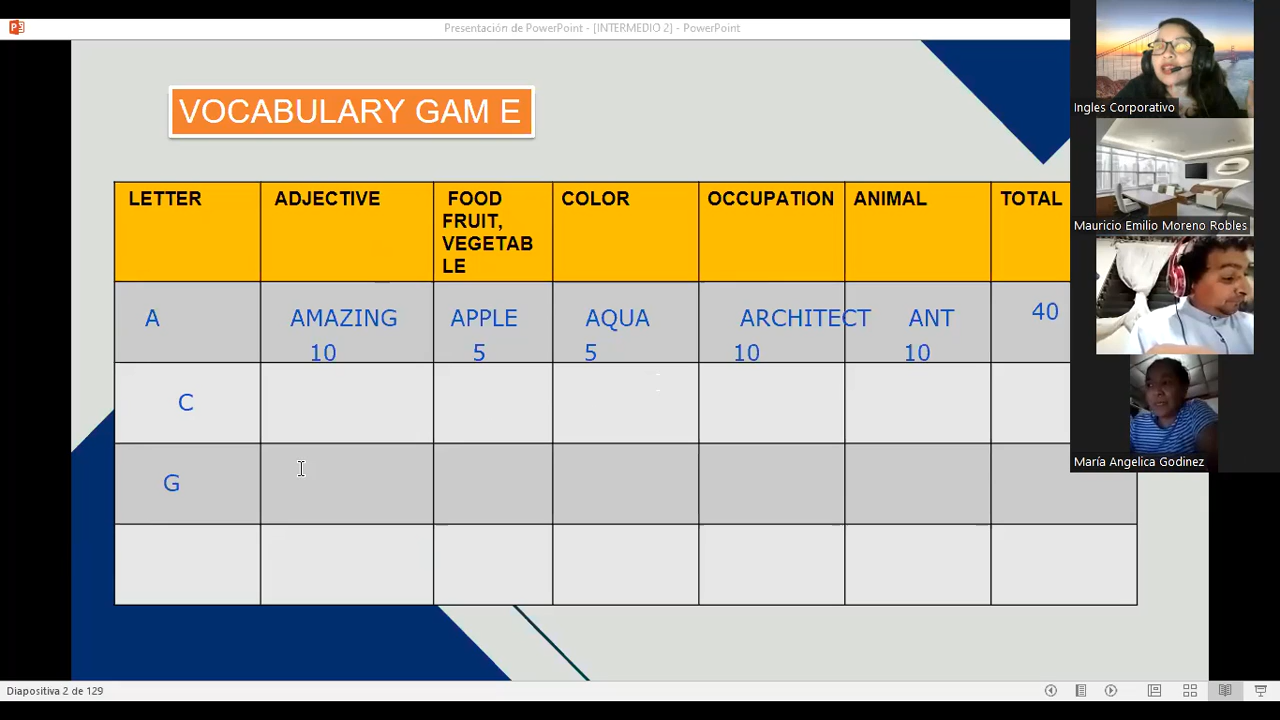 Presentación de PowerPoint - [INTERMEDIO 2] - PowerPoint
VOCABULARY GAM E
LETTER ADJECTIVE FOOD FRUIT, VEGETAB LE COLOR OCCUPATION ANIMAL TOTAL
A AMAZING APPLE AQUA ARCHITECT ANT 40
10 5 5 10 10
C
G
Ingles Corporativo
Mauricio Emilio Moreno Robles
María Angelica Godinez
Diapositiva 2 de 129